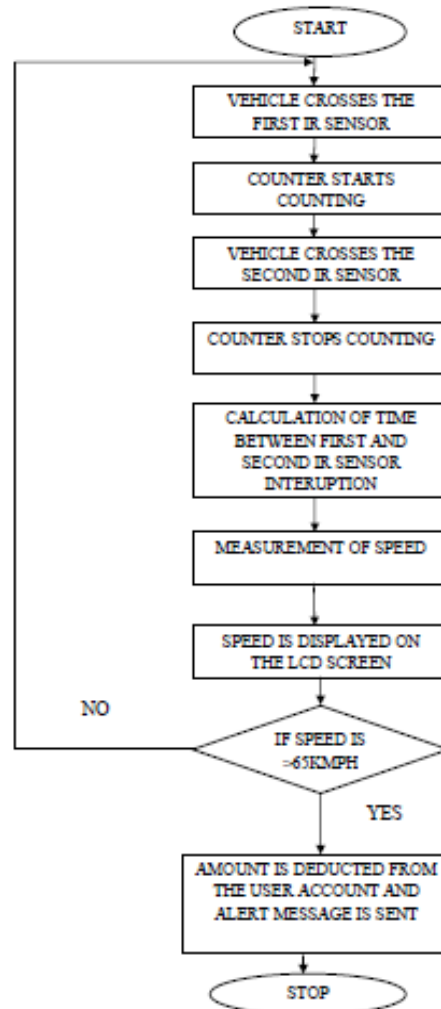 START
VEHICLE CROSSES THE
FIRST IR SENSOR
COUNTER STARTS
COUNTING
VEHICLE CROSSES THE
SECOND IR SENSOR
COUNTER STOPS COUNTING
CALCULATION OF TIME
BETWEEN FIRST AND
SECOND IR SENSOR
INTERUPTION
MEASUREMENT OF SPEED
SPEED IS DISPLAYED ON
THE LCD SCREEN
NO
IF SPEED IS
>65KMPH
YES
AMOUNT IS DEDUCTED FROM
THE USER ACCOUNT AND
ALERT MESSAGE IS SENT
STOP